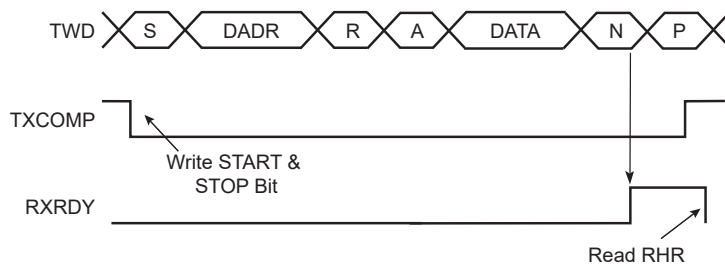 TWD S DADR R A DATA N P
TXCOMP
Write START &
STOP Bit
RXRDY
Read RHR